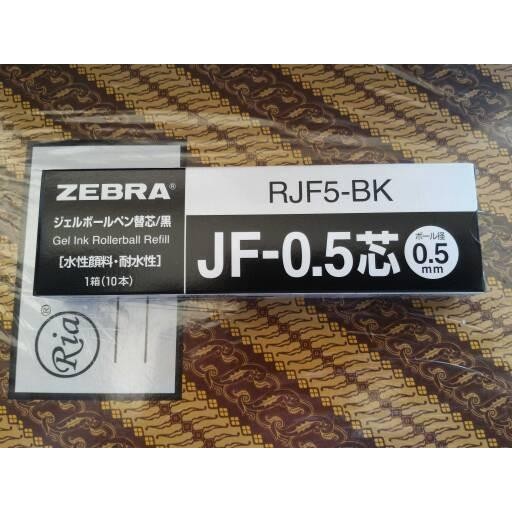 ZEBRA®
ジェルボールペン替芯/黒
Gel Ink Rollerball Refill
[水性顔料・耐水性]
1箱(10本)
RJF5-BK
JF-0.5芯
ボール径
0.5
mm
Ria®